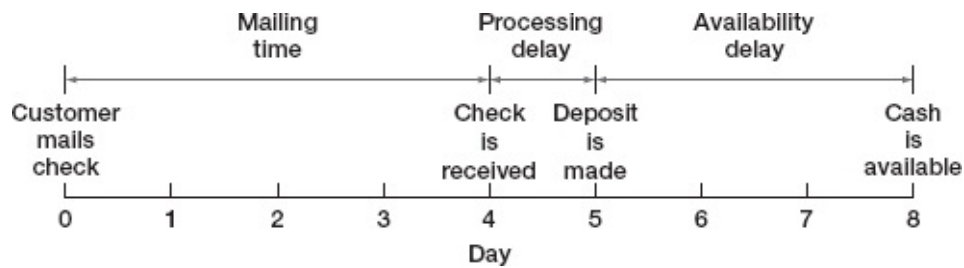 Mailing
time
Processing
delay
Availability
delay
Customer
mails
check
Check
is
received
Deposit
is
made
Cash
is
available
0 1 2 3 4 5 6 7 8
Day